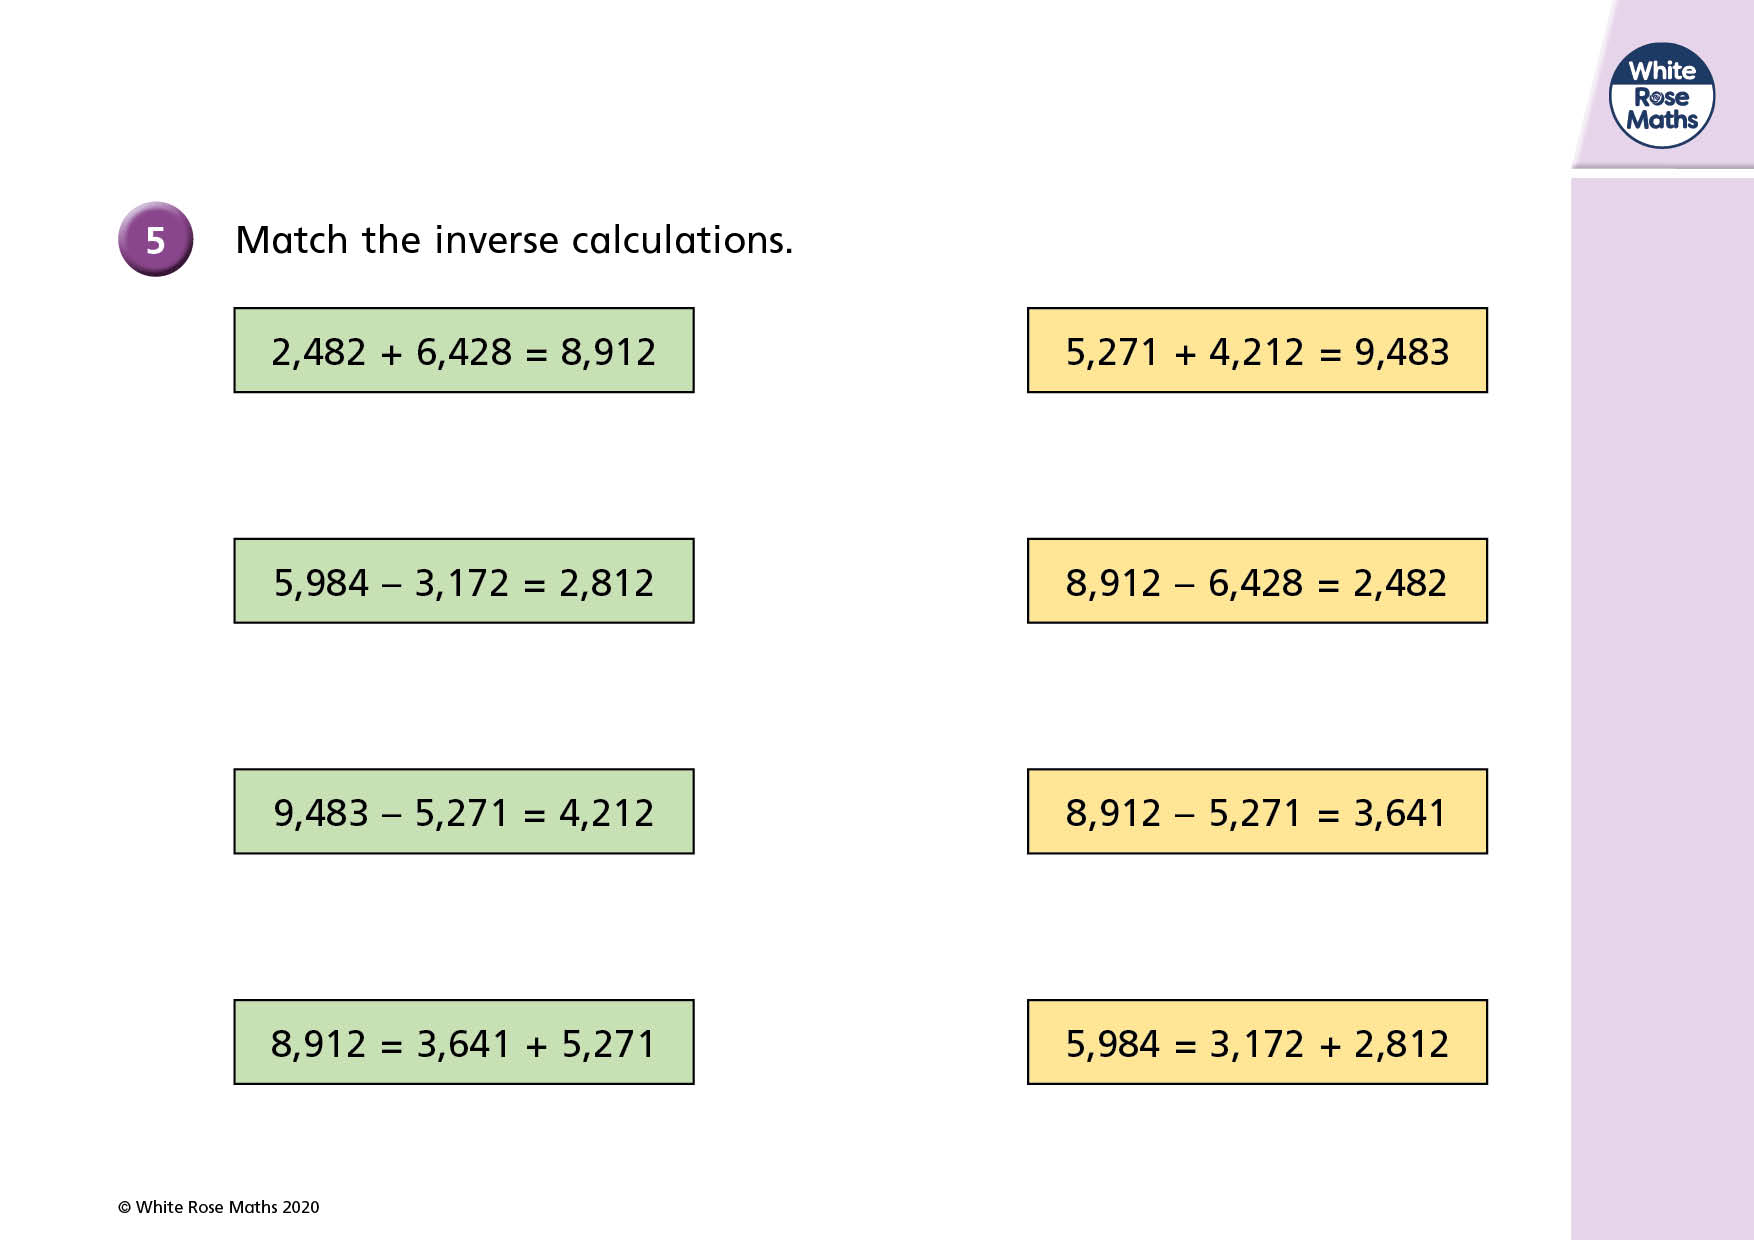 White
Rose
Maths
5 Match the inverse calculations.
2,482 + 6,428 = 8,912
5,271 + 4,212 = 9,483
5,984 – 3,172 = 2,812
8,912 – 6,428 = 2,482
9,483 – 5,271 = 4,212
8,912 – 5,271 = 3,641
8,912 = 3,641 + 5,271
5,984 = 3,172 + 2,812
© White Rose Maths 2020